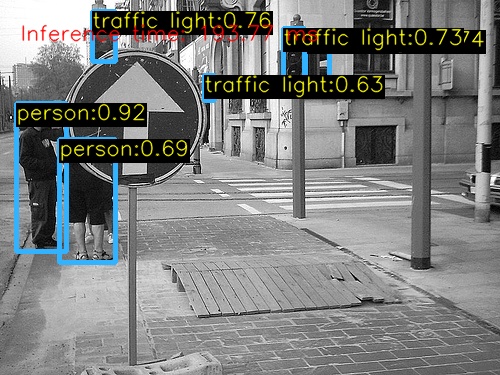 traffic light:0.76
Inference time: 193.77 ms
traffic light:0.73
traffic light:0.63
person:0.92
person:0.69